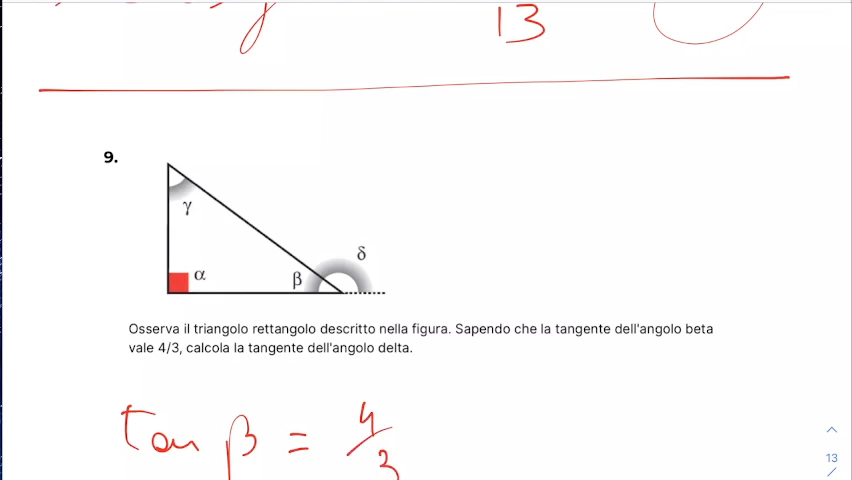 13
9.
γ
δ
α
β
Osserva il triangolo rettangolo descritto nella figura. Sapendo che la tangente dell'angolo beta
vale 4/3, calcola la tangente dell'angolo delta.
tan β = 4/3
13